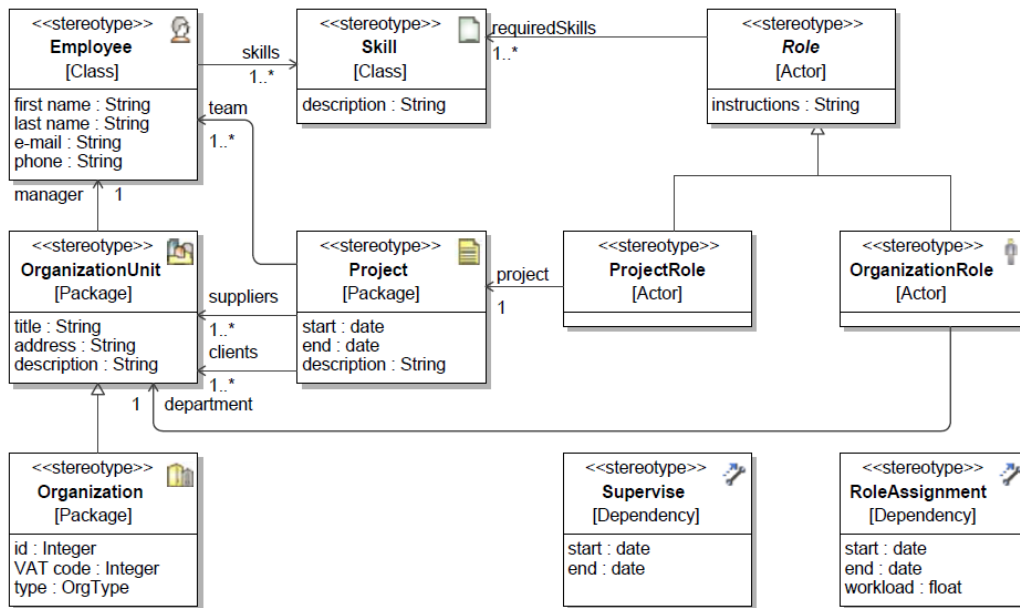 <<stereotype>>
Employee
[Class]
first name : String
last name : String
e-mail : String
phone : String
skills
1..*
<<stereotype>>
Skill
[Class]
description : String
requiredSkills
1..*
<<stereotype>>
Role
[Actor]
instructions : String
team
1..*
manager
1
<<stereotype>>
OrganizationUnit
[Package]
title : String
address : String
description : String
suppliers
1..*
clients
1..*
<<stereotype>>
Project
[Package]
start : date
end : date
description : String
project
1
<<stereotype>>
ProjectRole
[Actor]
<<stereotype>>
OrganizationRole
[Actor]
1
department
<<stereotype>>
Organization
[Package]
id : Integer
VAT code : Integer
type : OrgType
<<stereotype>>
Supervise
[Dependency]
start : date
end : date
<<stereotype>>
RoleAssignment
[Dependency]
start : date
end : date
workload : float